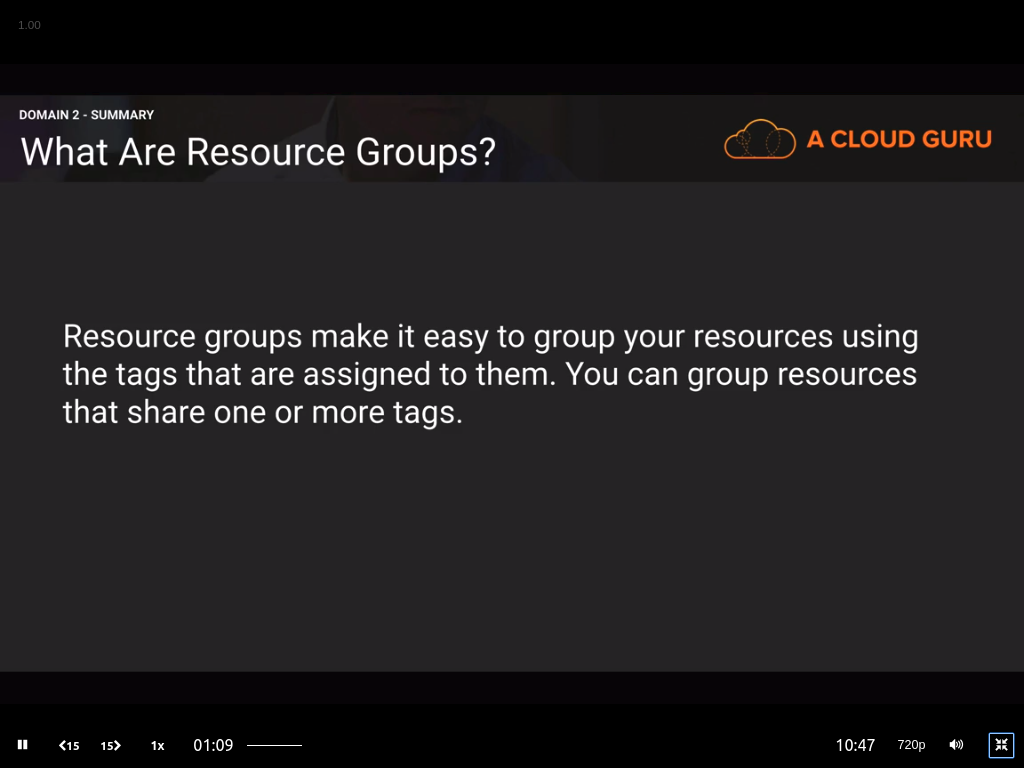 1.00
DOMAIN 2 - SUMMARY
What Are Resource Groups?
A CLOUD GURU
Resource groups make it easy to group your resources using
the tags that are assigned to them. You can group resources
that share one or more tags.
15 15 1x 01:09 10:47 720p